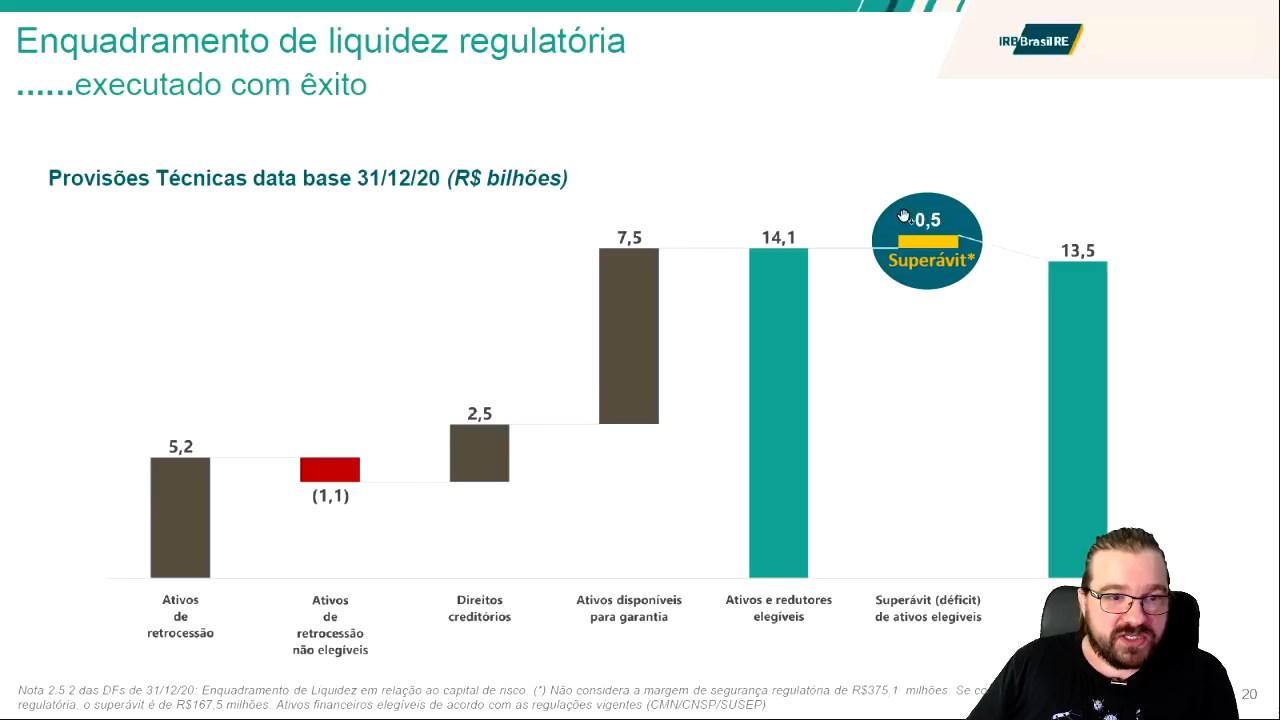 Enquadramento de liquidez regulatória
......executado com êxito
IRB Brasil RE
Provisões Técnicas data base 31/12/20 (R$ bilhões)
5,2
(1,1)
2,5
7,5
14,1
0,5
Superávit*
13,5
Ativos
de
retrocessão
Ativos
de
retrocessão
não elegíveis
Direitos
creditórios
Ativos disponíveis
para garantia
Ativos e redutores
elegíveis
Superávit (déficit)
de ativos elegíveis
Nota 2.5.2 das DFs de 31/12/20: Enquadramento de Liquidez em relação ao capital de risco. (*) Não considera a margem de segurança regulatória de R$375,1 milhões. Se
regulatória, o superávit é de R$167,5 milhões. Ativos financeiros elegíveis de acordo com as regulações vigentes (CMN/CNSP/SUSEP)
20